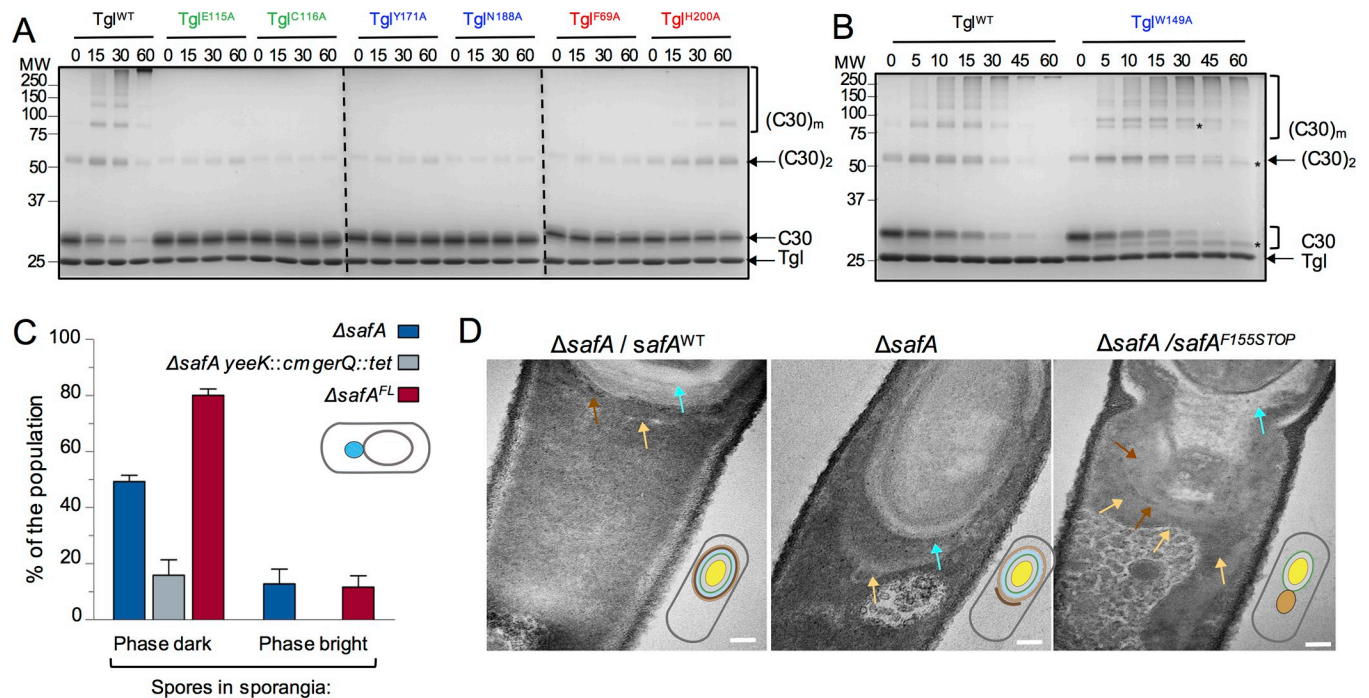 A
Tgl^WT Tgl^E115A Tgl^C116A Tgl^Y171A Tgl^N188A Tgl^F69A Tgl^H200A
0 15 30 60 0 15 30 60 0 15 30 60 0 15 30 60 0 15 30 60 0 15 30 60 0 15 30 60
MW
250
150
100
75
50
37
25
(C30)m
(C30)2
C30
Tgl
B
Tgl^WT Tgl^W149A
0 5 10 15 30 45 60 0 5 10 15 30 45 60
MW
250
150
100
75
50
37
25
*
*
*
(C30)m
(C30)2
C30
Tgl
C
% of the population
100
80
60
40
20
0
ΔsafA
ΔsafA yeeK::cm gerQ::tet
ΔsafA^FL
Phase dark Phase bright
Spores in sporangia:
D
ΔsafA / safA^WT
ΔsafA
ΔsafA /safA^F155STOP